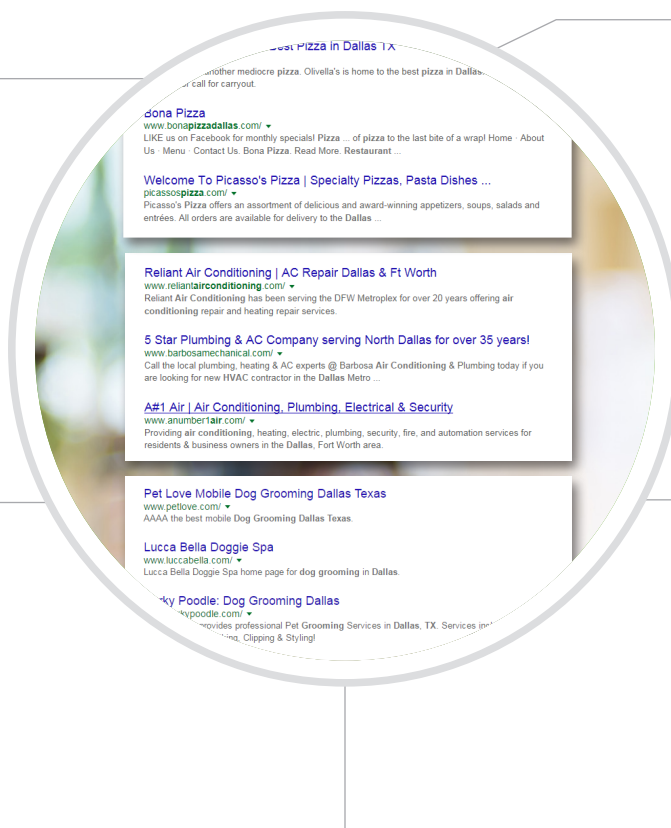 Best Pizza in Dallas TX
another mediocre pizza. Olivella's is home to the best pizza in Dallas.
call for carryout.
Bona Pizza
www.bonapizzadallas.com/
LIKE us on Facebook for monthly specials! Pizza ... of pizza to the last bite of a wrap! Home · About
Us · Menu · Contact Us. Bona Pizza. Read More. Restaurant ...
Welcome To Picasso's Pizza | Specialty Pizzas, Pasta Dishes ...
picassospizza.com/
Picasso's Pizza offers an assortment of delicious and award-winning appetizers, soups, salads and
entrées. All orders are available for delivery to the Dallas ...
Reliant Air Conditioning | AC Repair Dallas & Ft Worth
www.reliantairconditioning.com/
Reliant Air Conditioning has been serving the DFW Metroplex for over 20 years offering air
conditioning repair and heating repair services.
5 Star Plumbing & AC Company serving North Dallas for over 35 years!
www.barbosamechanical.com/
Call the local plumbing, heating & AC experts @ Barbosa Air Conditioning & Plumbing today if you
are looking for new HVAC contractor in the Dallas Metro ...
A#1 Air | Air Conditioning, Plumbing, Electrical & Security
www.anumber1air.com/
Providing air conditioning, heating, electric, plumbing, security, fire, and automation services for
residents & business owners in the Dallas, Fort Worth area.
Pet Love Mobile Dog Grooming Dallas Texas
www.petlove.com/
AAAA the best mobile Dog Grooming Dallas Texas.
Lucca Bella Doggie Spa
www.luccabella.com/
Lucca Bella Doggie Spa home page for dog grooming in Dallas.
Poodle: Dog Grooming Dallas
kypoodle.com/
provides professional Pet Grooming Services in Dallas, TX. Services
Clipping & Styling!